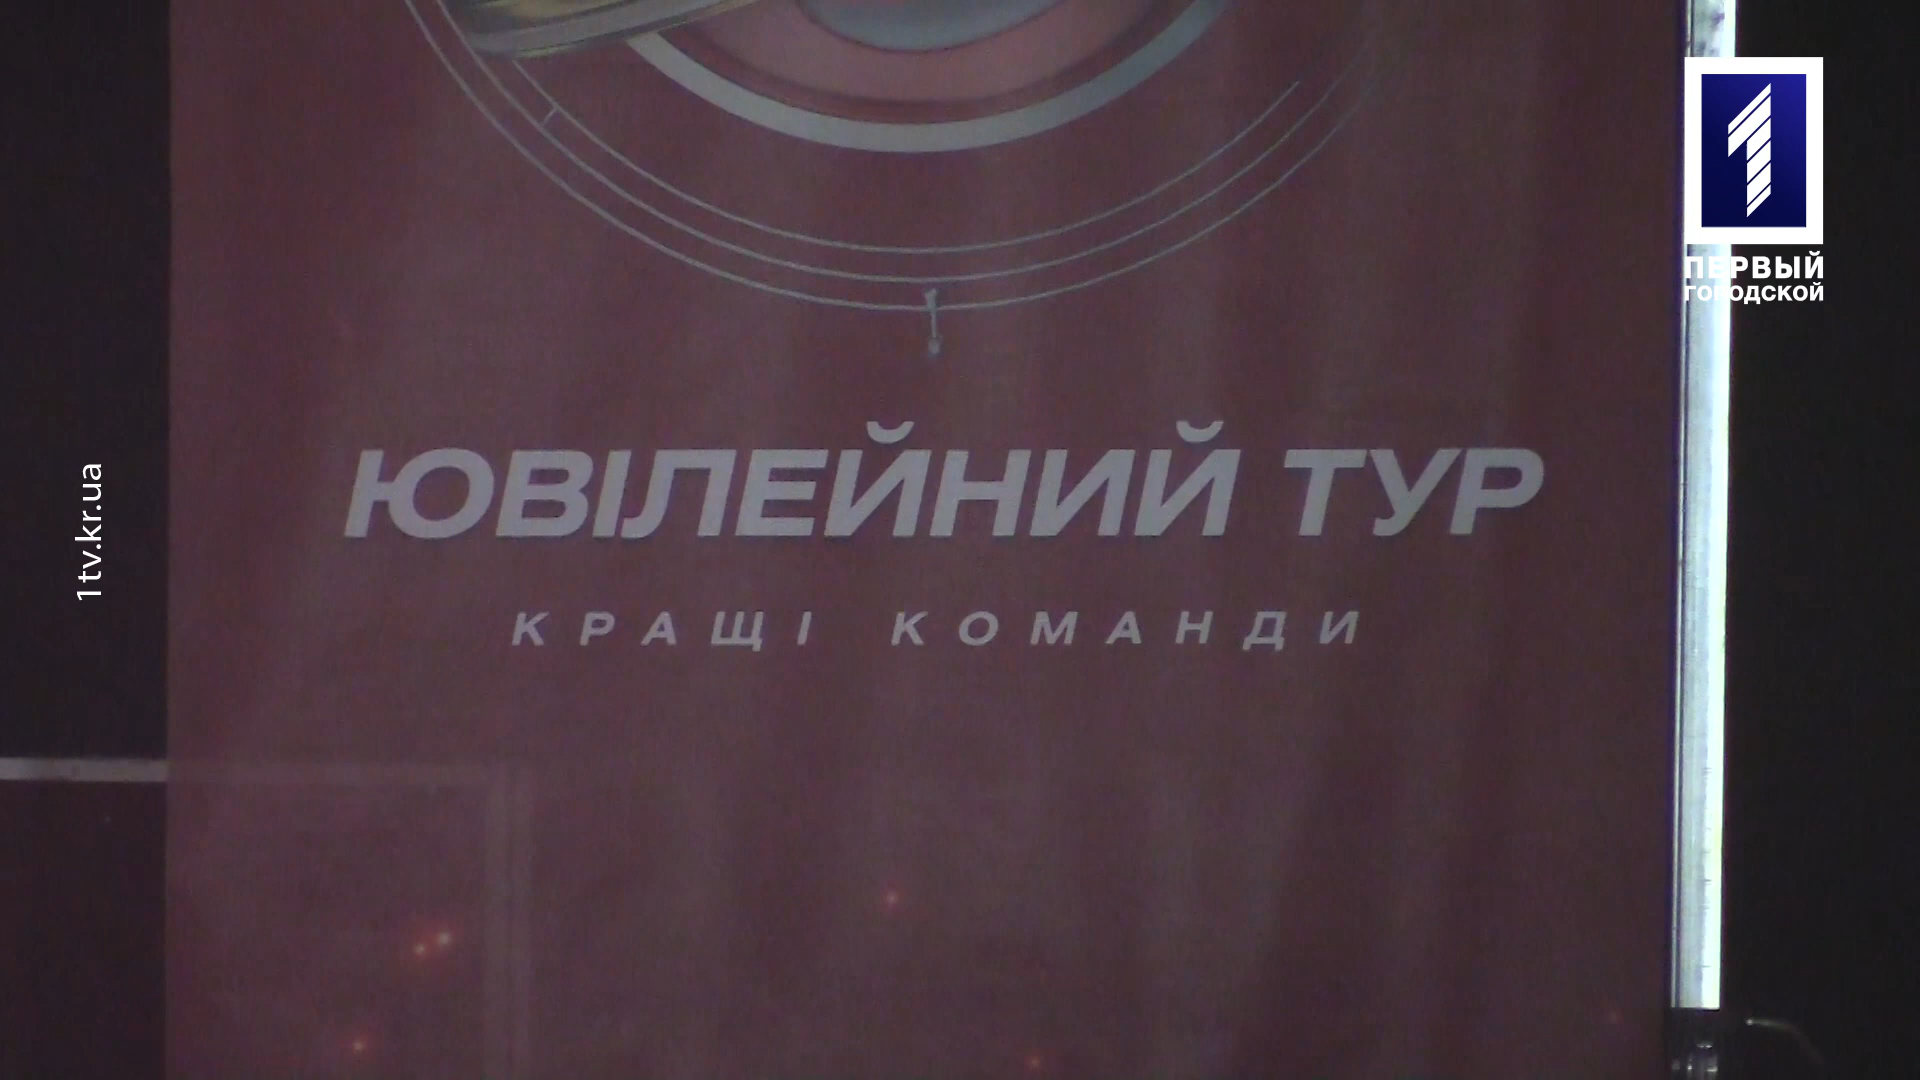 ПЕРВЫЙ
ГОРОДСКОЙ
1tv.kr.ua
ЮВІЛЕЙНИЙ ТУР
КРАЩІ КОМАНДИ